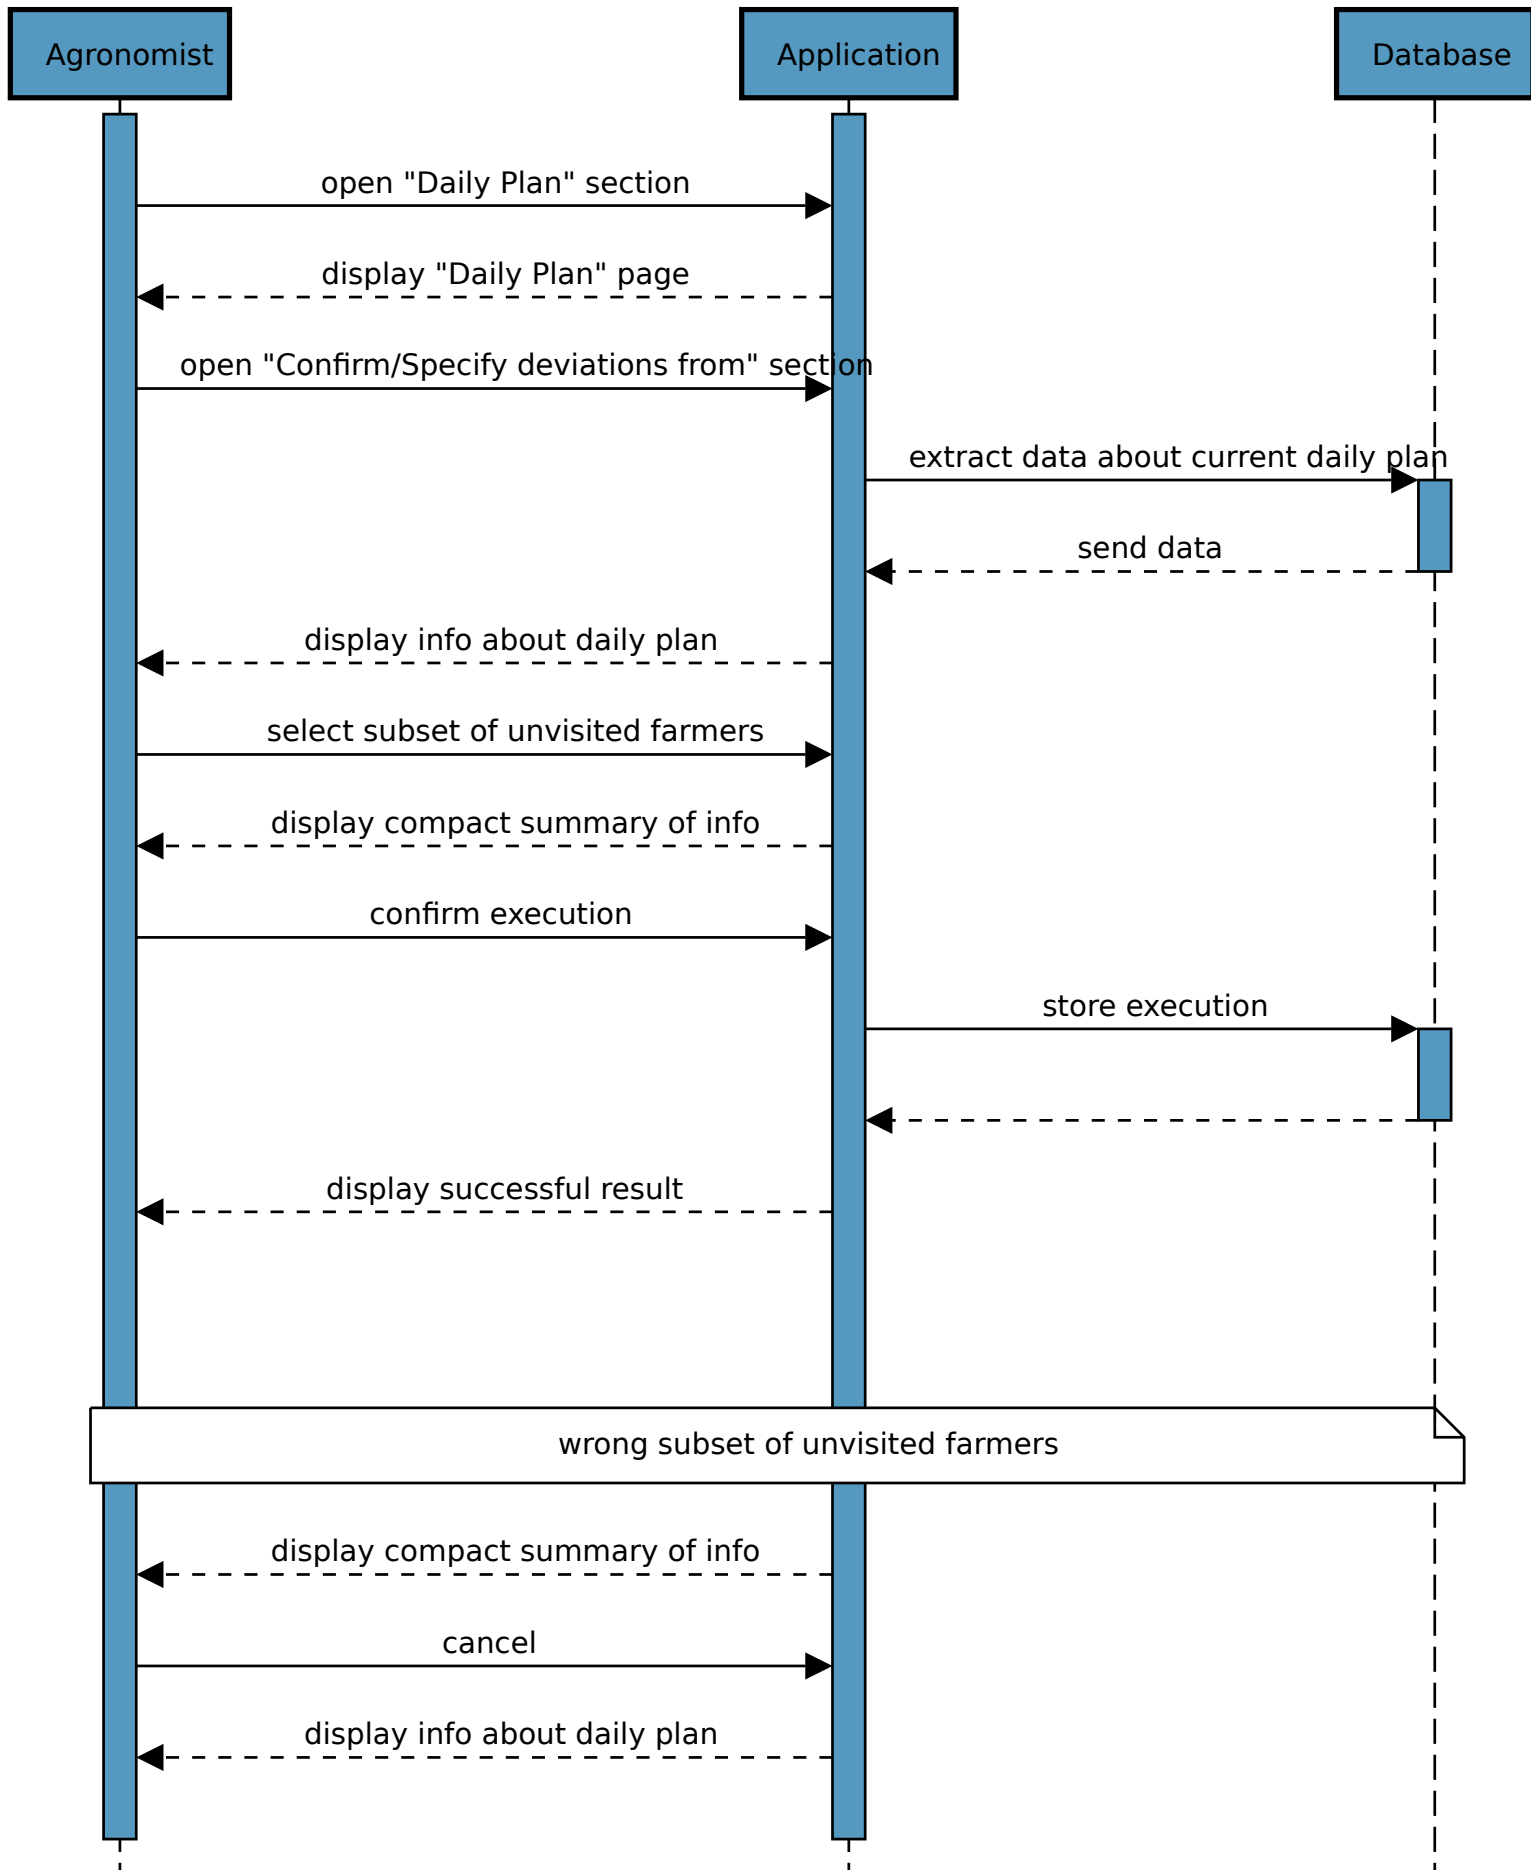 Agronomist
Application
Database
open "Daily Plan" section
display "Daily Plan" page
open "Confirm/Specify deviations from" section
extract data about current daily plan
send data
display info about daily plan
select subset of unvisited farmers
display compact summary of info
confirm execution
store execution
display successful result
wrong subset of unvisited farmers
display compact summary of info
cancel
display info about daily plan